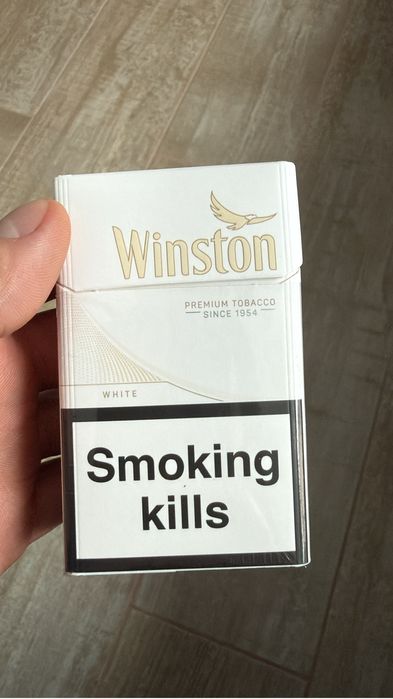 Winston
PREMIUM TOBACCO
SINCE 1954
WHITE
Smoking
kills